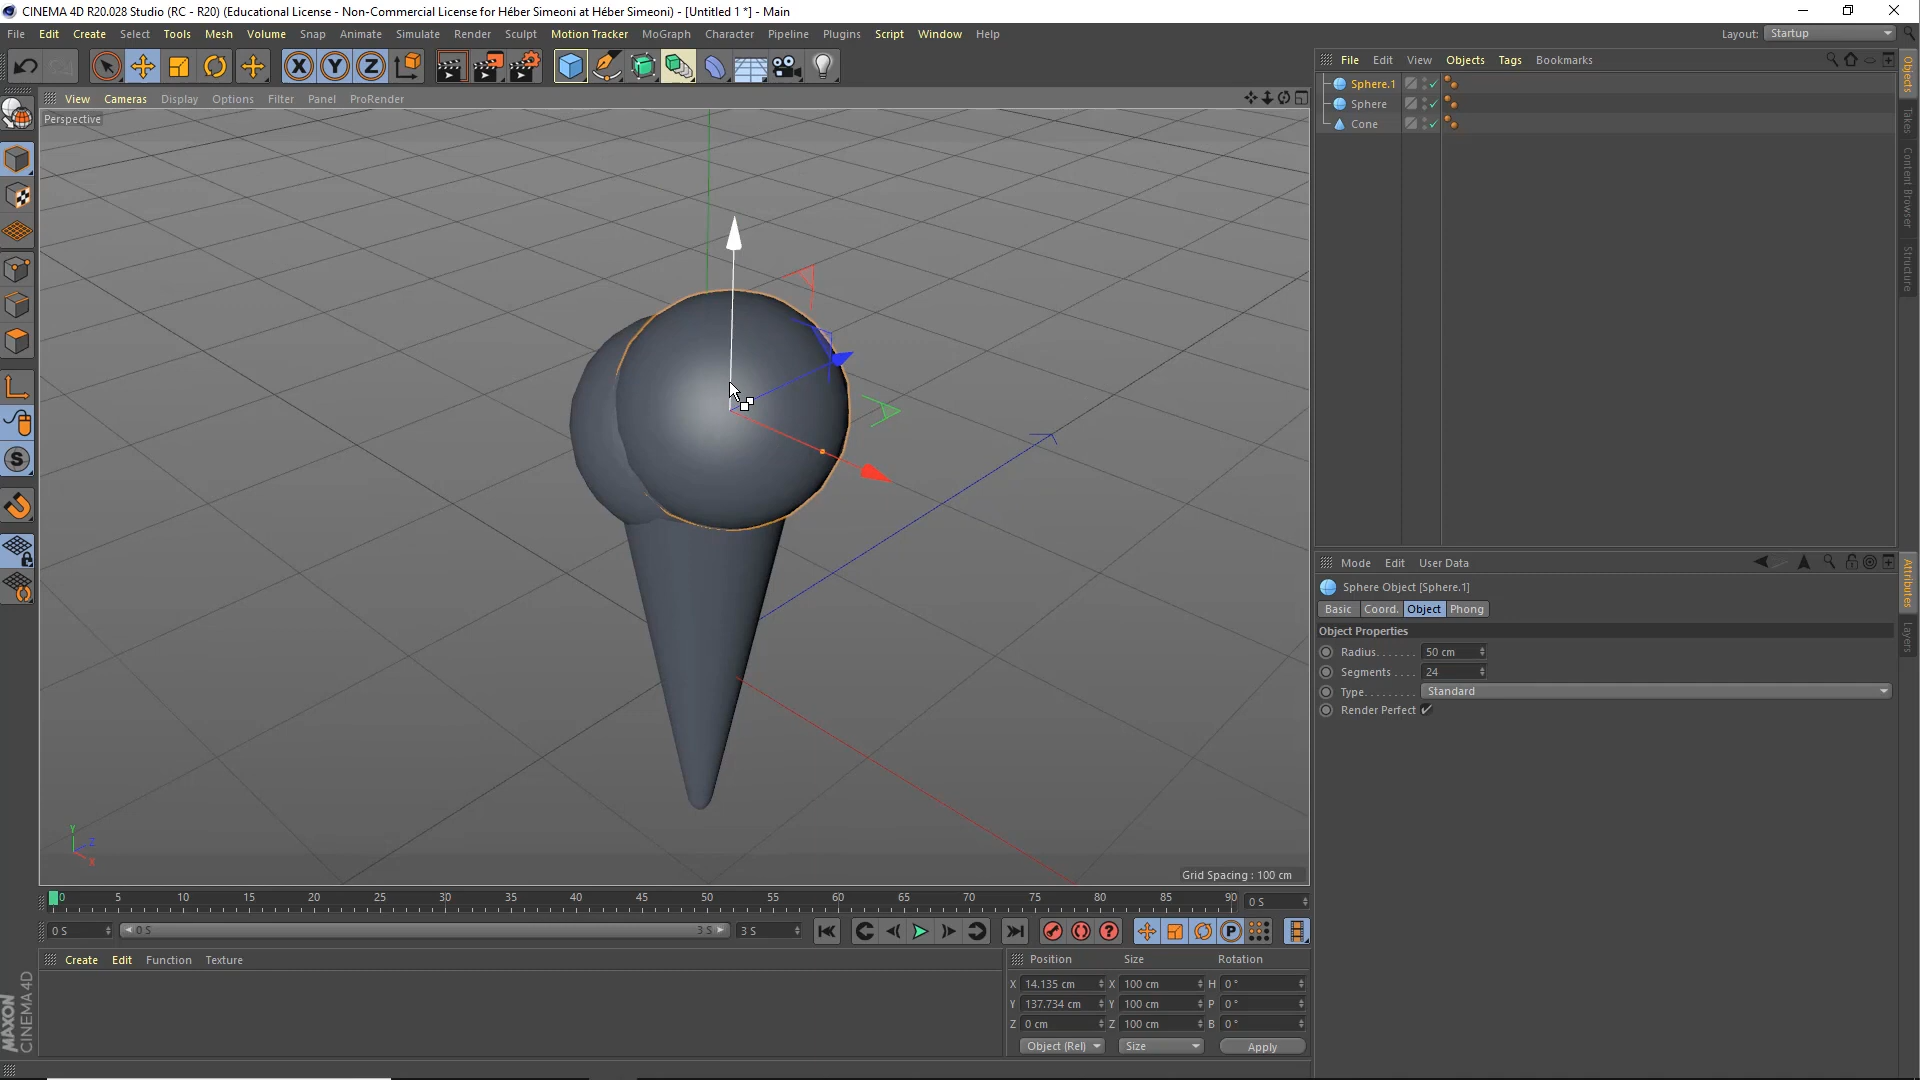 CINEMA 4D R20.028 Studio (RC - R20) (Educational License - Non-Commercial License for Héber Simeoni at Héber Simeoni) - [Untitled 1 *] - Main
File Edit Create Select Tools Mesh Volume Snap Animate Simulate Render Sculpt Motion Tracker MoGraph Character Pipeline Plugins Script Window Help
Layout: Startup
File Edit View Objects Tags Bookmarks
Sphere.1
Sphere
Cone
Objects
Takes
Content Browser
Structure
View Cameras Display Options Filter Panel ProRender
Perspective
Mode Edit User Data
Sphere Object [Sphere.1]
Basic Coord. Object Phong
Object Properties
Radius....... 50 cm
Segments.... 24
Type......... Standard
Render Perfect
Attributes
Layers
Y
Z
X
Grid Spacing : 100 cm
0 5 10 15 20 25 30 35 40 45 50 55 60 65 70 75 80 85 90 0 S
0 S 0 S 3 S 3 S
Create Edit Function Texture
Position Size Rotation
X 14.135 cm X 100 cm H 0 °
Y 137.734 cm Y 100 cm P 0 °
Z 0 cm Z 100 cm B 0 °
Object (Rel) Size Apply
MAXON
CINEMA 4D